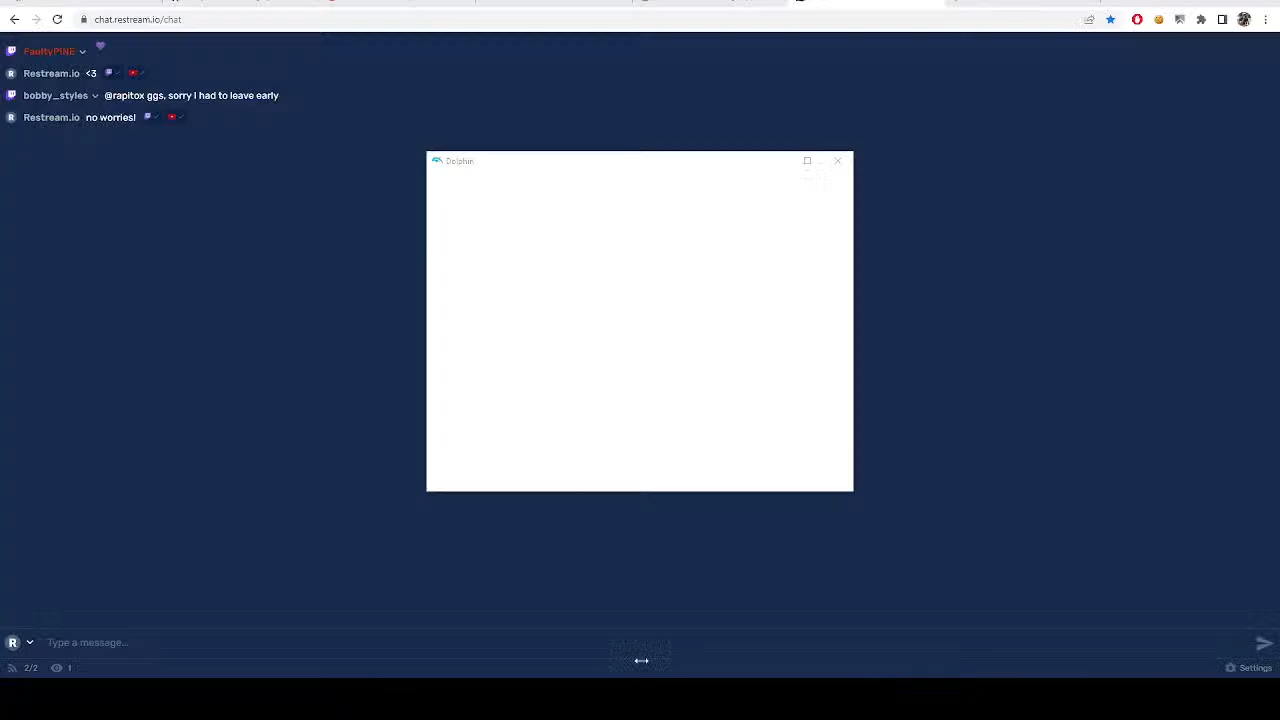 chat.restream.io/chat
FaultyPINE
Restream.io <3
bobby_styles @rapitox ggs, sorry I had to leave early
Restream.io no worries!
Dolphin
R Type a message...
2/2 1
Settings